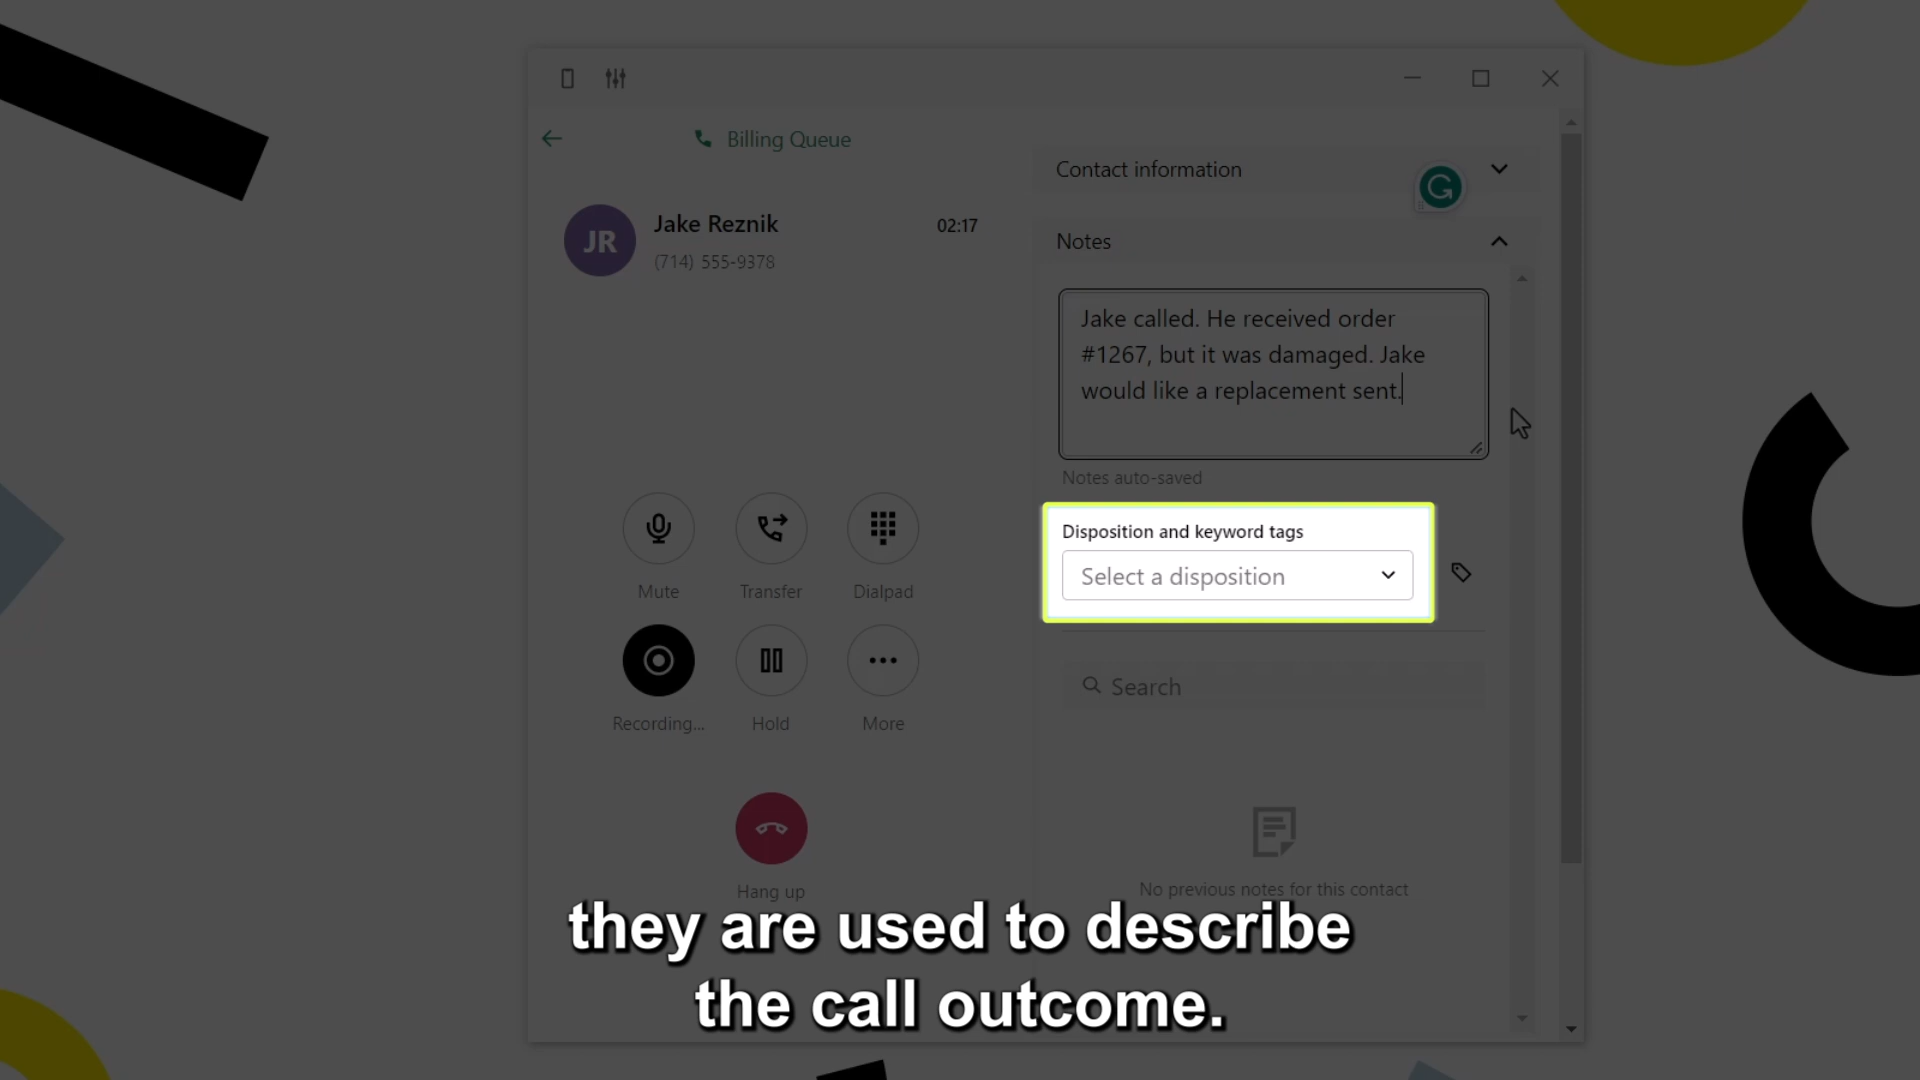 Billing Queue
JR
Jake Reznik
02:17
(714) 555-9378
Mute
Transfer
Dialpad
Recording...
Hold
More
Hang up
Contact information
Notes
Jake called. He received order
#1267, but it was damaged. Jake
would like a replacement sent.
Notes auto-saved
Disposition and keyword tags
Select a disposition
Search
No previous notes for this contact
they are used to describe
the call outcome.